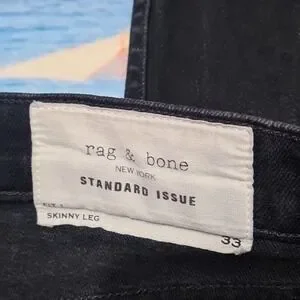 rag & bone
NEW YORK
STANDARD ISSUE
SKINNY LEG
33